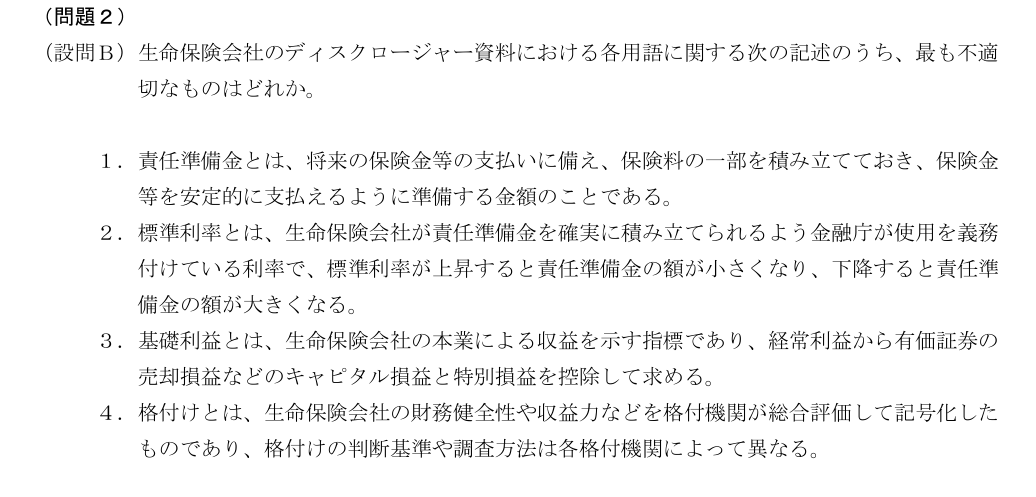 （問題２）
（設問Ｂ）生命保険会社のディスクロージャー資料における各用語に関する次の記述のうち、最も不適
切なものはどれか。
１．責任準備金とは、将来の保険金等の支払いに備え、保険料の一部を積み立てておき、保険金
等を安定的に支払えるように準備する金額のことである。
２．標準利率とは、生命保険会社が責任準備金を確実に積み立てられるよう金融庁が使用を義務
付けている利率で、標準利率が上昇すると責任準備金の額が小さくなり、下降すると責任準
備金の額が大きくなる。
３．基礎利益とは、生命保険会社の本業による収益を示す指標であり、経常利益から有価証券の
売却損益などのキャピタル損益と特別損益を控除して求める。
４．格付けとは、生命保険会社の財務健全性や収益力などを格付機関が総合評価して記号化した
ものであり、格付けの判断基準や調査方法は各格付機関によって異なる。